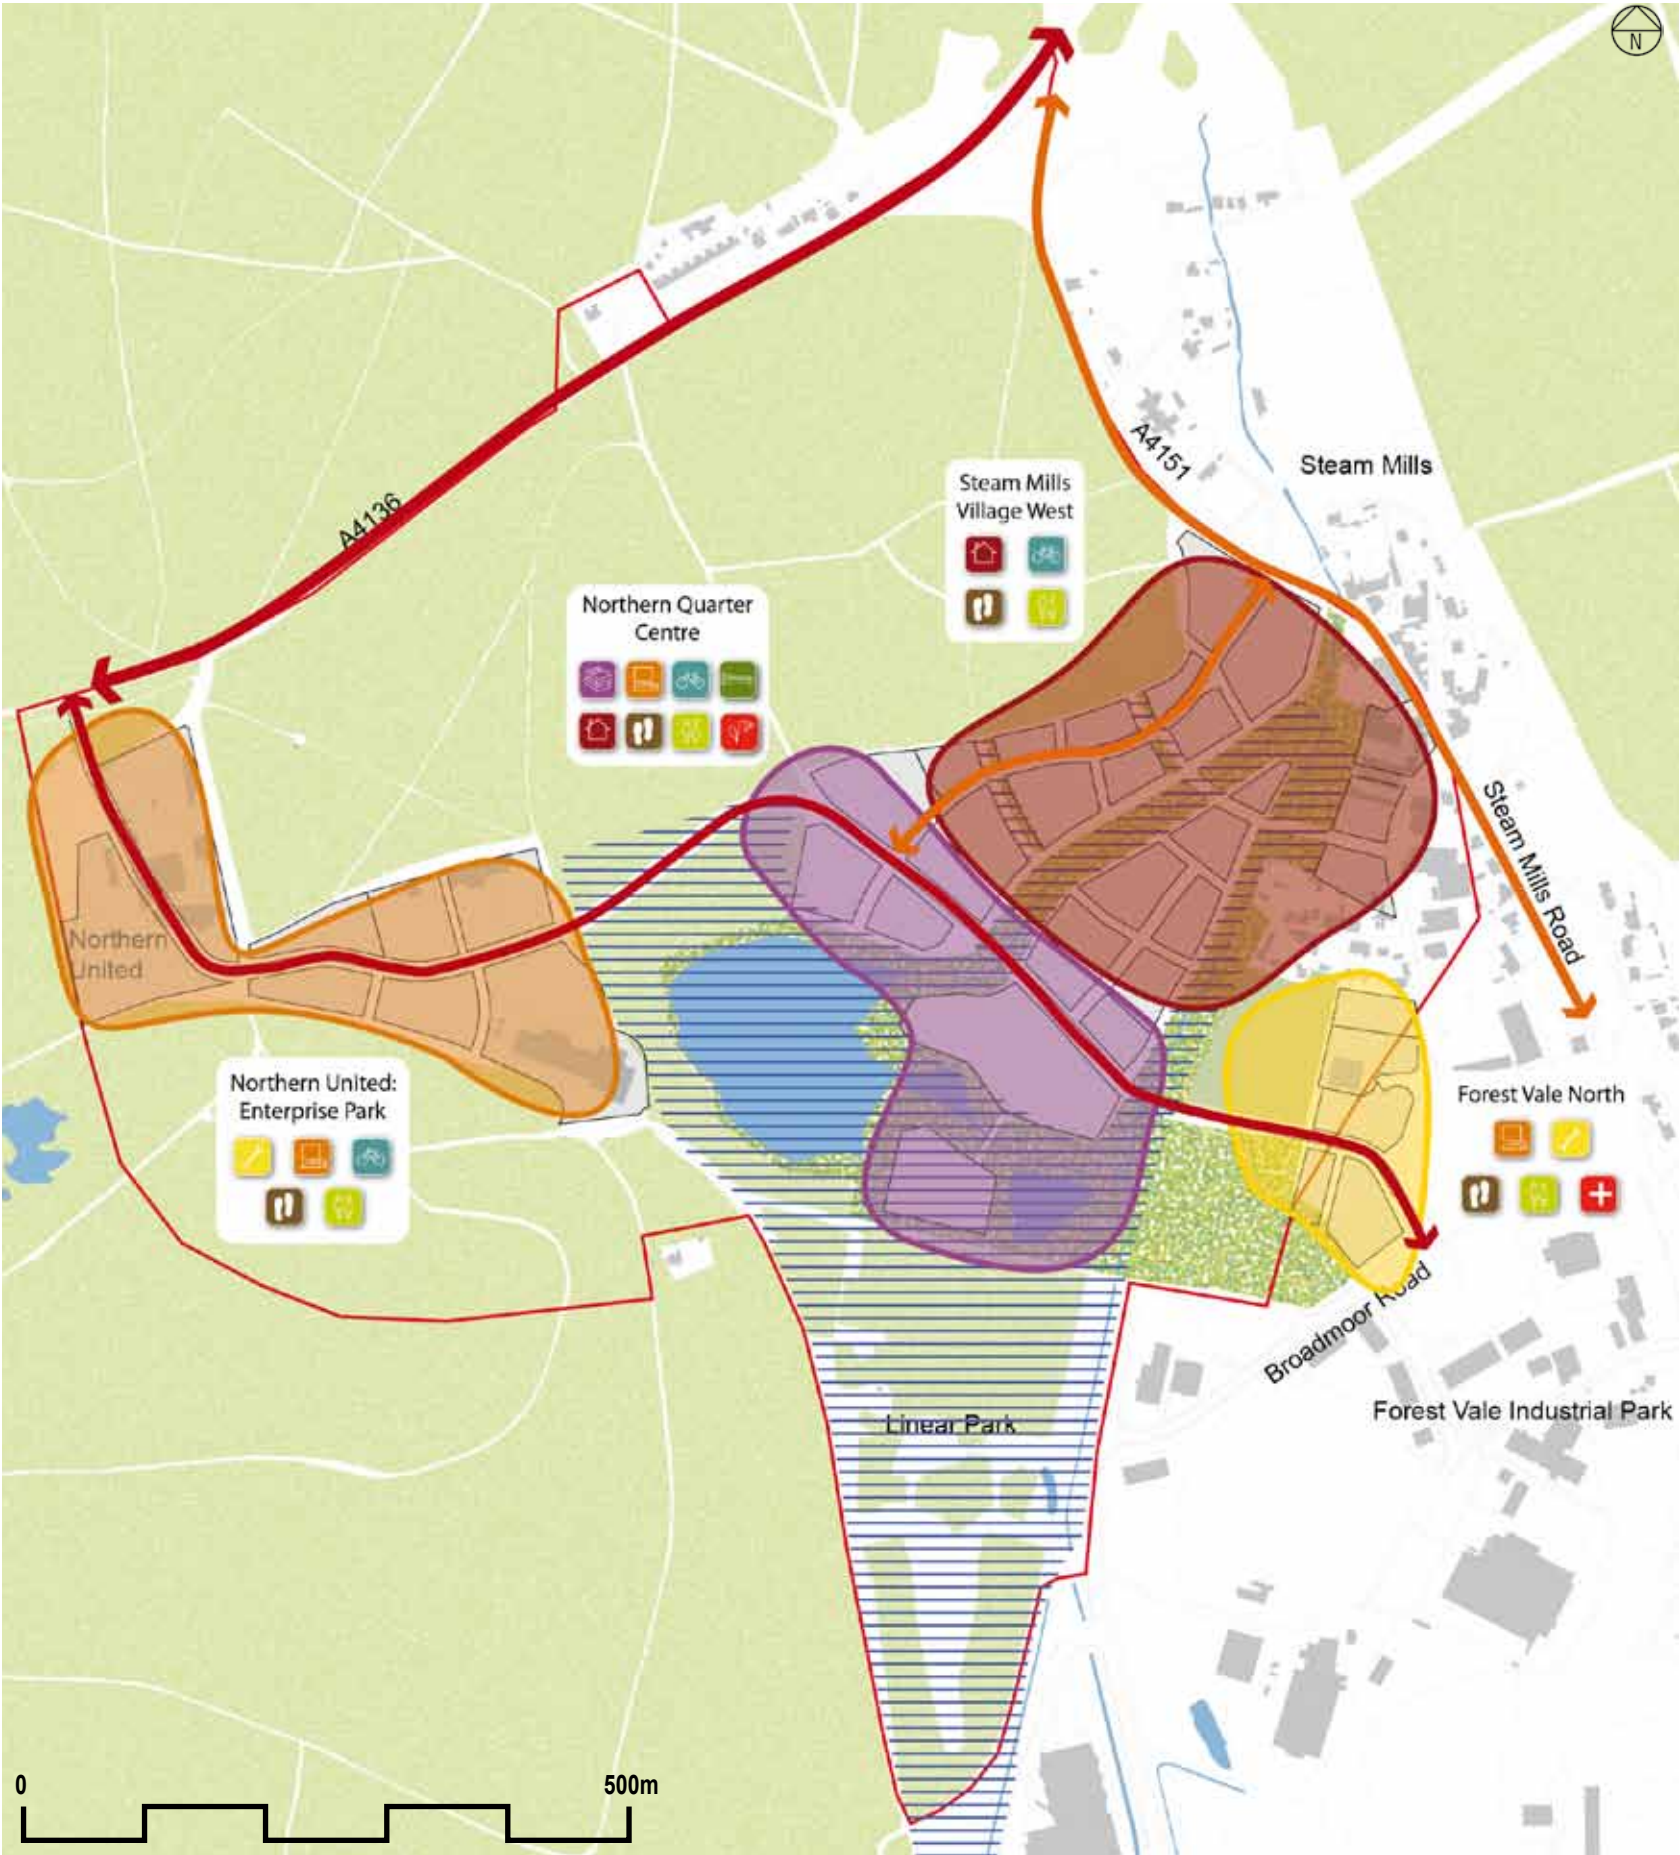 N
A4151
Steam Mills
A4136
Steam Mills
Village West
Northern Quarter
Centre
Steam Mills Road
Northern
United
Northern United:
Enterprise Park
Forest Vale North
Broadmoor Road
Forest Vale Industrial Park
Linear Park
0
500m